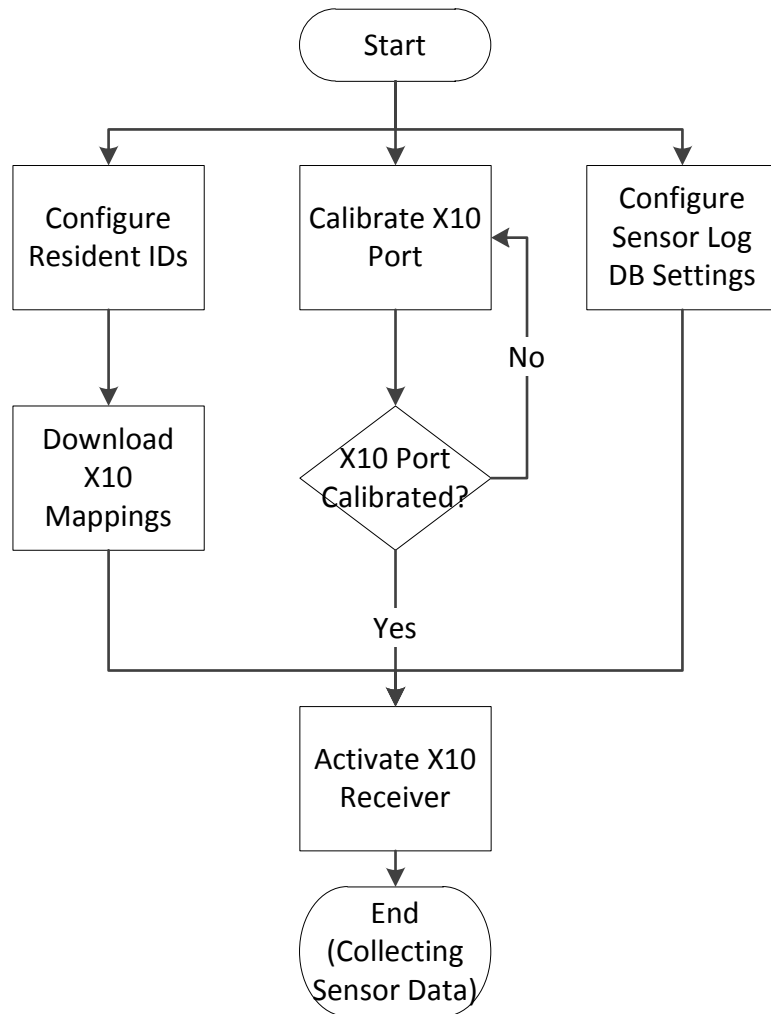 Start
Configure
Resident IDs
Calibrate X10
Port
Configure
Sensor Log
DB Settings
No
Download
X10
Mappings
X10 Port
Calibrated?
Yes
Activate X10
Receiver
End
(Collecting
Sensor Data)